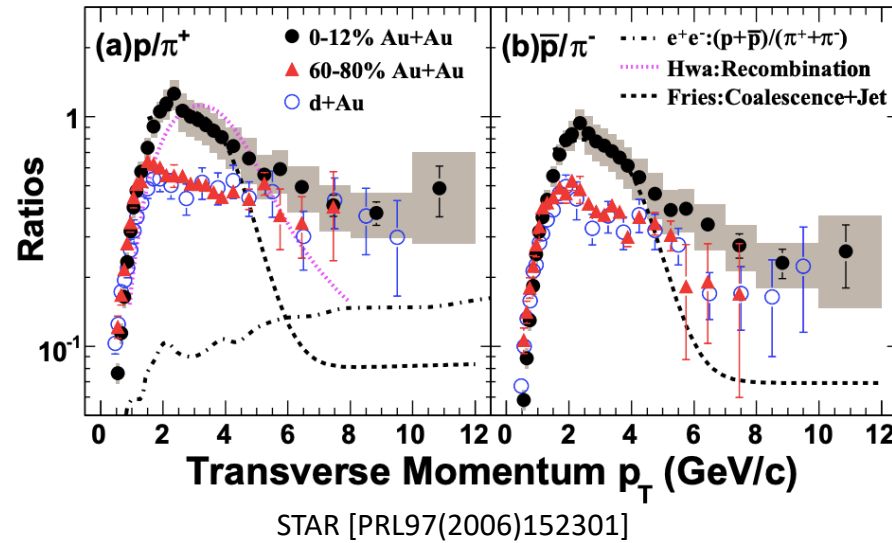 (a)p/π⁺
0-12% Au+Au
60-80% Au+Au
d+Au
(b)p̅/π⁻
e⁺e⁻:(p+p̅)/(π⁺+π⁻)
Hwa:Recombination
Fries:Coalescence+Jet
Ratios
1
10⁻¹
0 2 4 6 8 10 12
0 2 4 6 8 10 12
Transverse Momentum p_T (GeV/c)
STAR [PRL97(2006)152301]